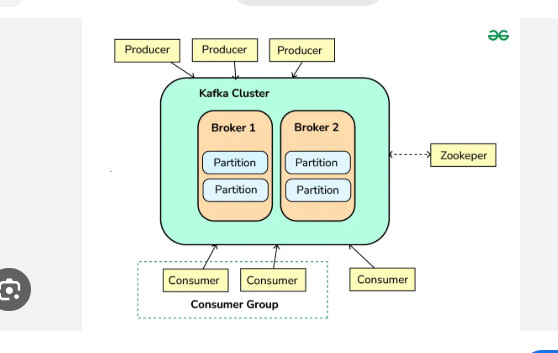 Producer Producer Producer
Kafka Cluster
Broker 1 Broker 2
Zookeper
Partition Partition
Partition Partition
Consumer Consumer Consumer
Consumer Group